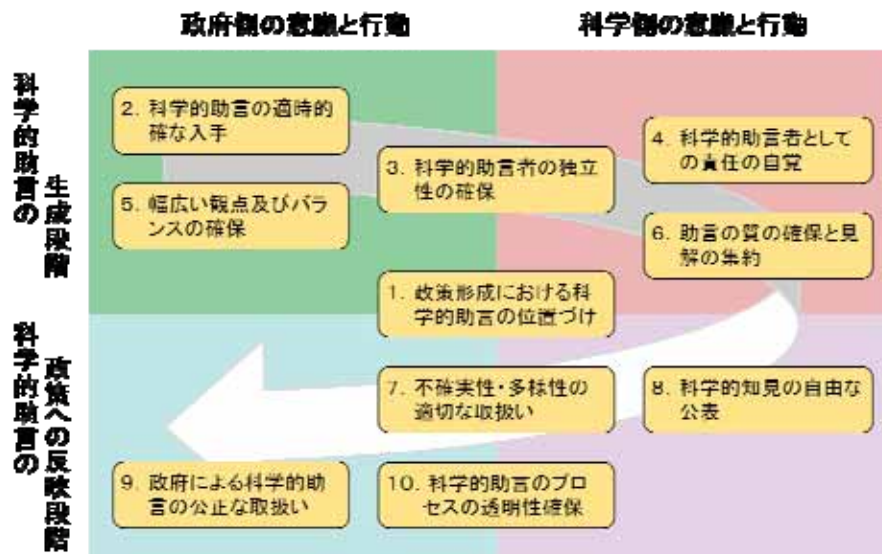 政府側の意識と行動
科学側の意識と行動
科学的助言の
生成段階
2. 科学的助言の適時的
確な入手
5. 幅広い観点及びバラ
ンスの確保
3. 科学的助言者の独立
性の確保
4. 科学的助言者として
の責任の自覚
6. 助言の質の確保と見
解の集約
1. 政策形成における科
学的助言の位置づけ
科学的助言の
政策への反映段階
7. 不確実性・多様性の
適切な取扱い
8. 科学的知見の自由な
公表
9. 政府による科学的助
言の公正な取扱い
10. 科学的助言のプロ
セスの透明性確保